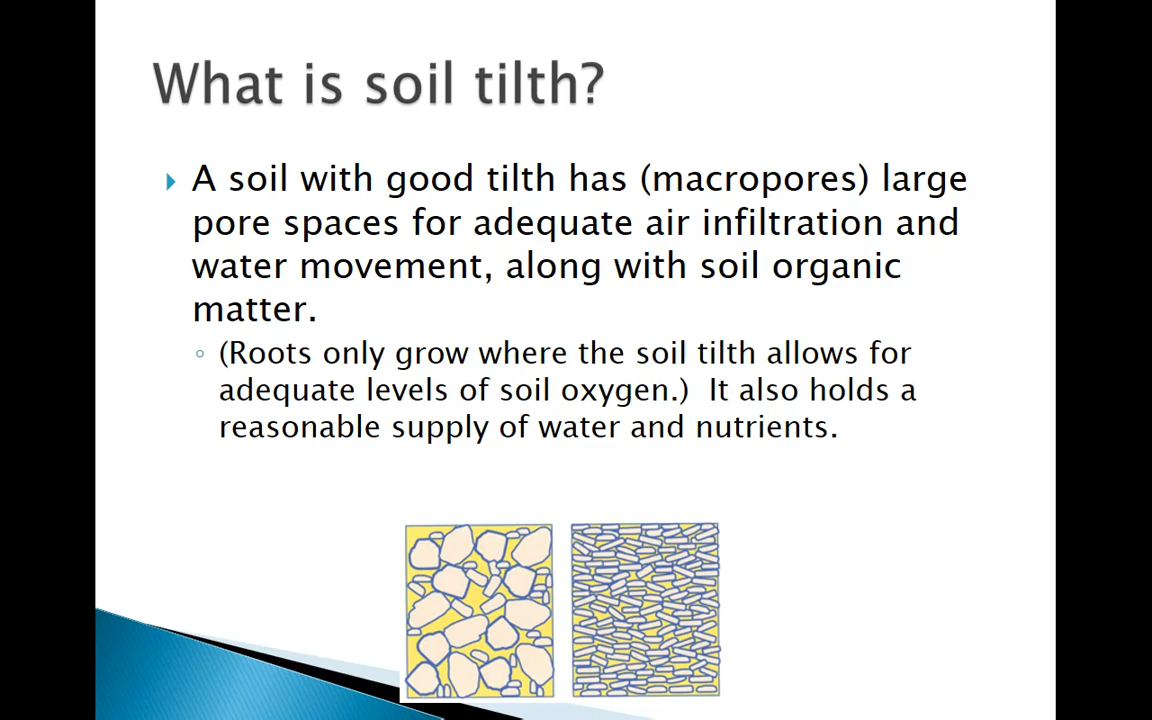 What is soil tilth?
A soil with good tilth has (macropores) large
pore spaces for adequate air infiltration and
water movement, along with soil organic
matter.
(Roots only grow where the soil tilth allows for
adequate levels of soil oxygen.)  It also holds a
reasonable supply of water and nutrients.